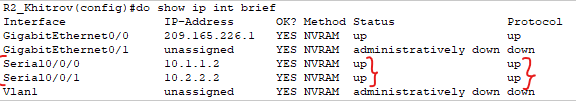 R2_Khitrov(config)#do show ip int brief
Interface IP-Address OK? Method Status Protocol
GigabitEthernet0/0 209.165.226.1 YES NVRAM up up
GigabitEthernet0/1 unassigned YES NVRAM administratively down down
Serial0/0/0 10.1.1.2 YES NVRAM up up
Serial0/0/1 10.2.2.2 YES NVRAM up up
Vlan1 unassigned YES NVRAM administratively down down